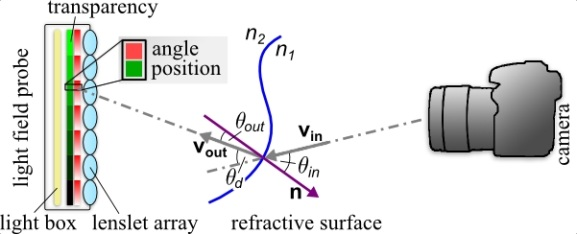 transparency
angle
position
light field probe
n2
n1
θout
vout
vin
θd
θin
n
camera
light box
lenslet array
refractive surface